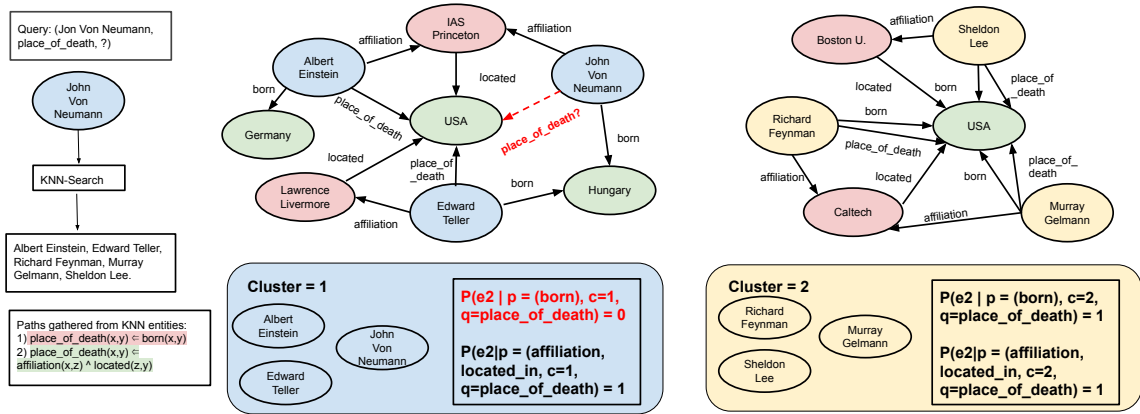 Query: (Jon Von Neumann,
place_of_death, ?)
John
Von
Neumann
KNN-Search
Albert Einstein, Edward Teller,
Richard Feynman, Murray
Gelmann, Sheldon Lee.
Paths gathered from KNN entities:
1) place_of_death(x,y) ⇐ born(x,y)
2) place_of_death(x,y) ⇐
affiliation(x,z) ^ located(z,y)
IAS
Princeton
affiliation
affiliation
Albert
Einstein
John
Von
Neumann
located
born
place_of_death
USA
place_of_death?
Germany
born
located
place_of
_death
Lawrence
Livermore
born
Hungary
Edward
Teller
affiliation
affiliation
Boston U.
Sheldon
Lee
located
born
place_of
_death
Richard
Feynman
born
USA
place_of_death
place_of_
death
affiliation
located
born
Caltech
affiliation
Murray
Gelmann
Cluster = 1
Albert
Einstein
John
Von
Neumann
Edward
Teller
P(e2 | p = (born), c=1,
q=place_of_death) = 0
P(e2|p = (affiliation,
located_in, c=1,
q=place_of_death) = 1
Cluster = 2
Richard
Feynman
Murray
Gelmann
Sheldon
Lee
P(e2 | p = (born), c=2,
q=place_of_death) = 1
P(e2|p = (affiliation,
located_in, c=2,
q=place_of_death) = 1